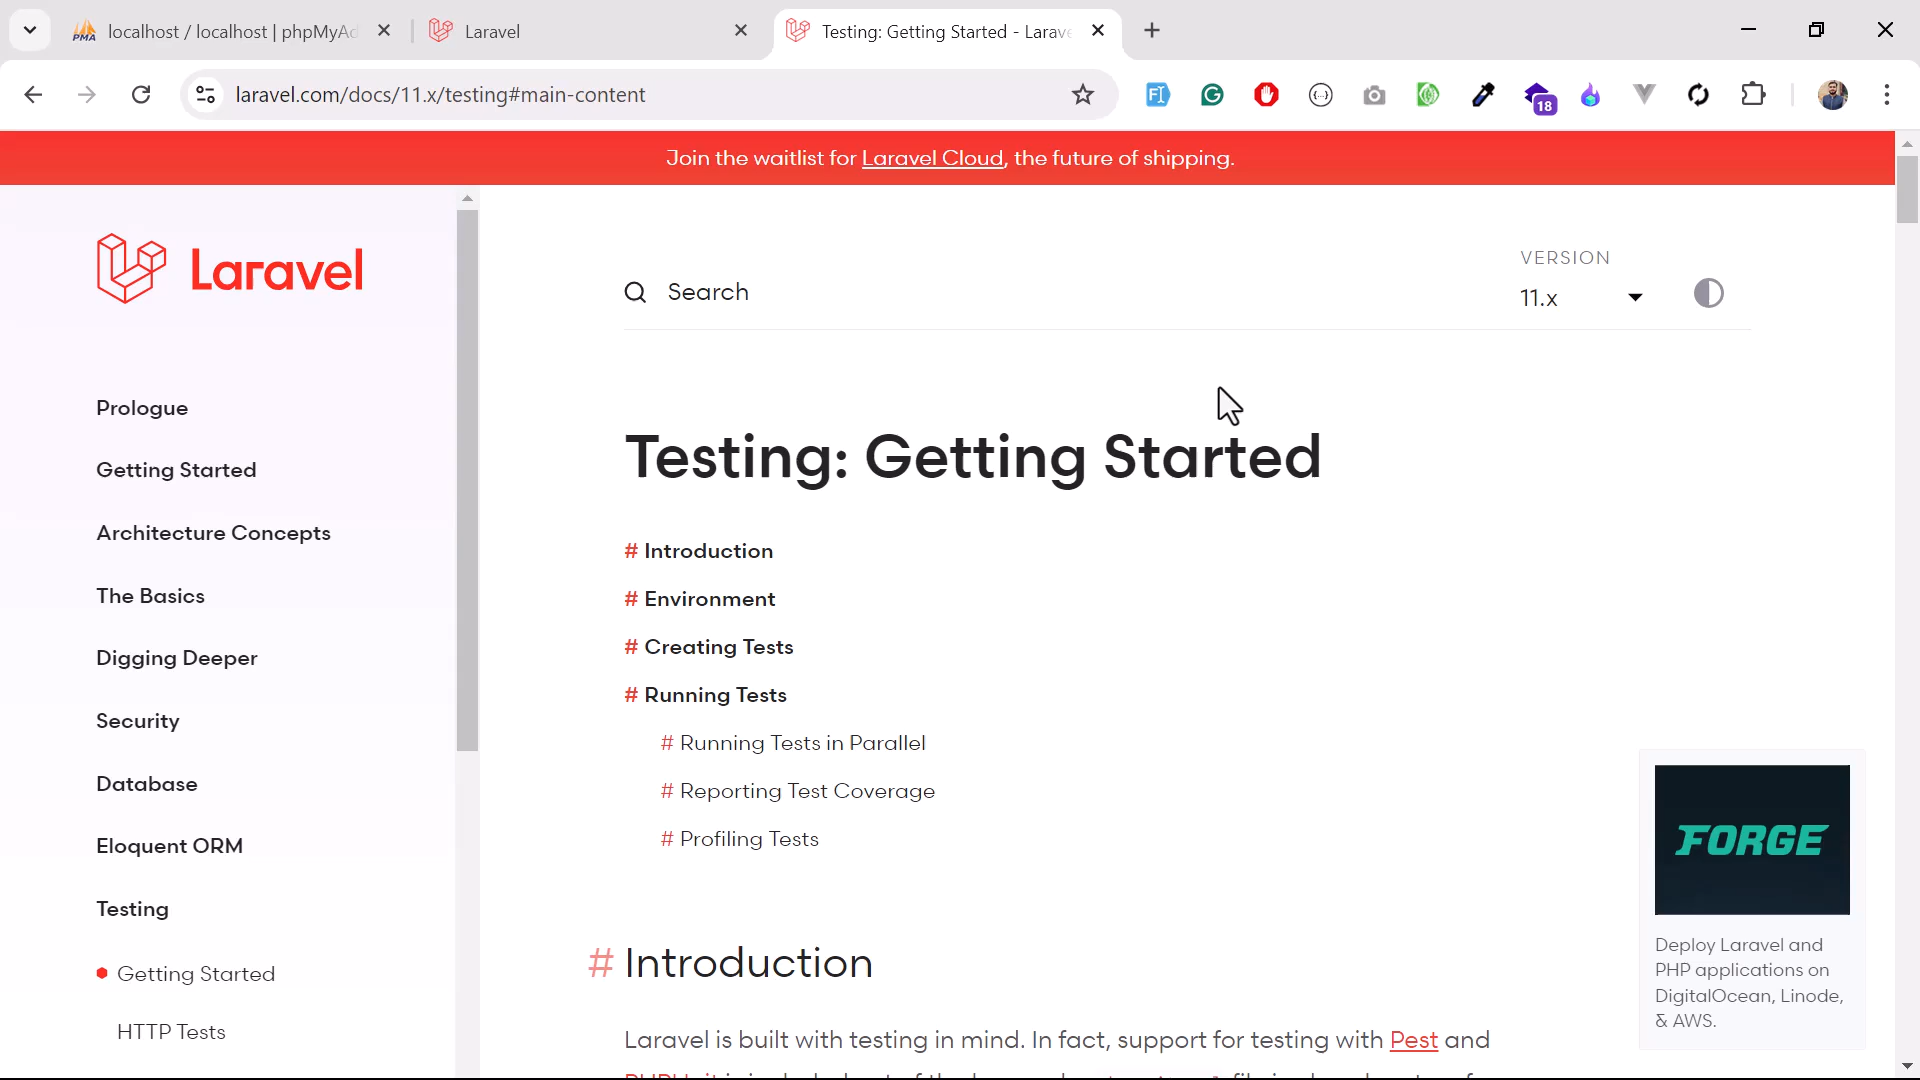 localhost / localhost | phpMyAd
Laravel
Testing: Getting Started - Larave
laravel.com/docs/11.x/testing#main-content
18
Join the waitlist for Laravel Cloud, the future of shipping.
Laravel
VERSION
Search
11.x
Prologue
Getting Started
Architecture Concepts
The Basics
Digging Deeper
Security
Database
Eloquent ORM
Testing
Getting Started
HTTP Tests
Testing: Getting Started
# Introduction
# Environment
# Creating Tests
# Running Tests
# Running Tests in Parallel
# Reporting Test Coverage
# Profiling Tests
# Introduction
Laravel is built with testing in mind. In fact, support for testing with Pest and
FORGE
Deploy Laravel and
PHP applications on
DigitalOcean, Linode,
& AWS.